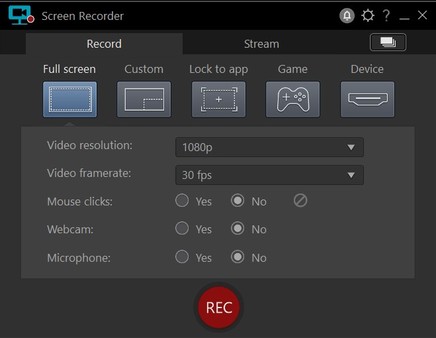 Screen Recorder
?
Record Stream
Full screen Custom Lock to app Game Device
Video resolution: 1080p
Video framerate: 30 fps
Mouse clicks: Yes No
Webcam: Yes No
Microphone: Yes No
REC